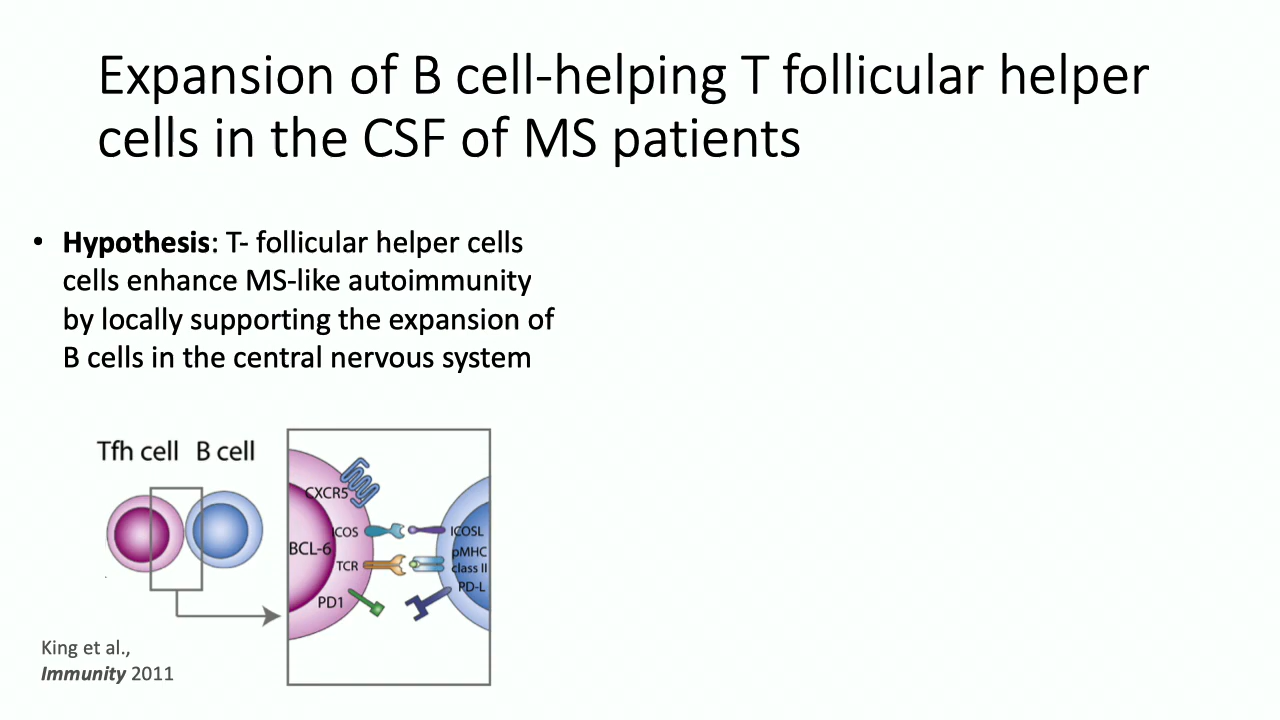 Expansion of B cell-helping T follicular helper
cells in the CSF of MS patients
• Hypothesis: T- follicular helper cells
cells enhance MS-like autoimmunity
by locally supporting the expansion of
B cells in the central nervous system
Tfh cell B cell
CXCR5
ICOS
ICOSL
BCL-6
pMHC
class II
TCR
PD-L
PD1
King et al.,
Immunity 2011